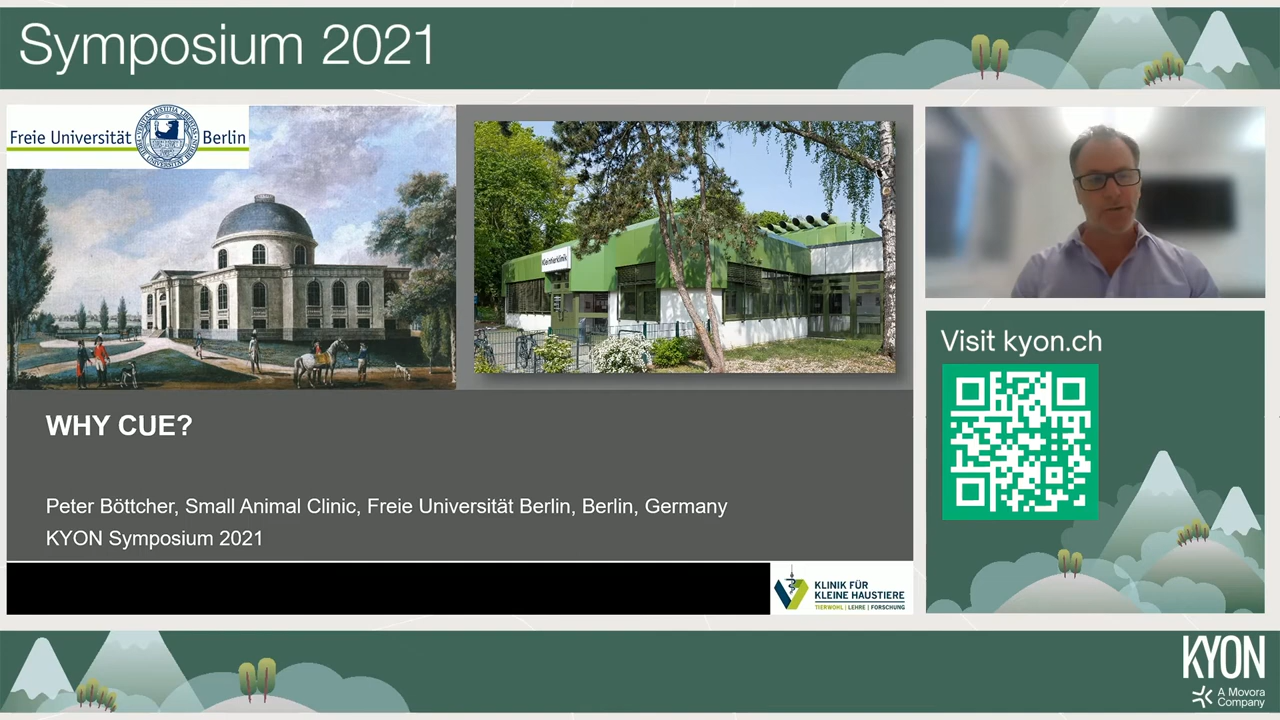 Symposium 2021
Freie Universität Berlin
Kleintierklinik
Visit kyon.ch
WHY CUE?
Peter Böttcher, Small Animal Clinic, Freie Universität Berlin, Berlin, Germany
KYON Symposium 2021
KLINIK FÜR
KLEINE HAUSTIERE
TIERWOHL | LEHRE | FORSCHUNG
KYON
A Movora
Company